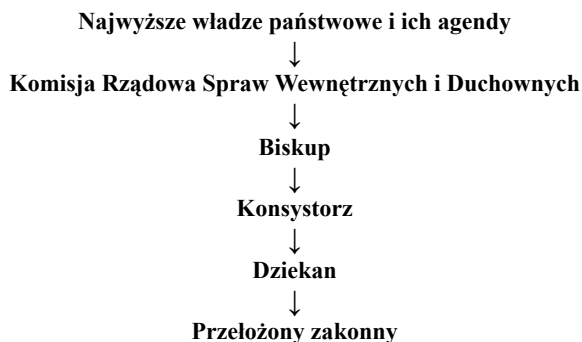 Najwyższe władze państwowe i ich agendy
↓
Komisja Rządowa Spraw Wewnętrznych i Duchownych
↓
Biskup
↓
Konsystorz
↓
Dziekan
↓
Przełożony zakonny